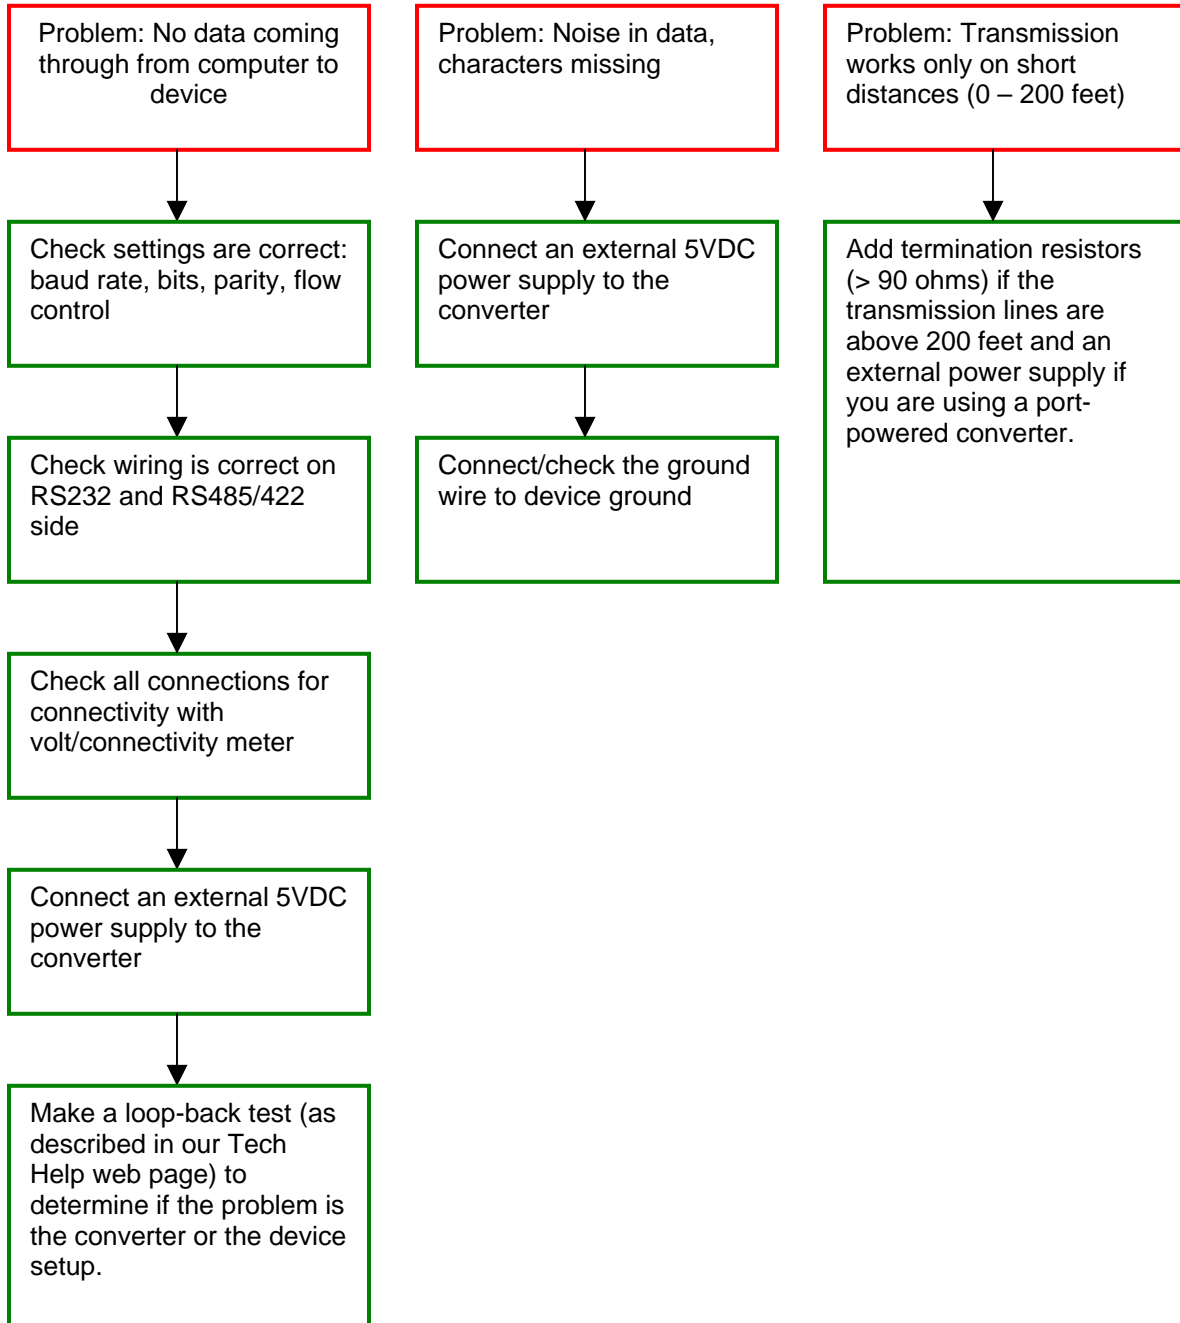 Problem: No data coming
through from computer to
device
Check settings are correct:
baud rate, bits, parity, flow
control
Check wiring is correct on
RS232 and RS485/422
side
Check all connections for
connectivity with
volt/connectivity meter
Connect an external 5VDC
power supply to the
converter
Make a loop-back test (as
described in our Tech
Help web page) to
determine if the problem is
the converter or the device
setup.
Problem: Noise in data,
characters missing
Connect an external 5VDC
power supply to the
converter
Connect/check the ground
wire to device ground
Problem: Transmission
works only on short
distances (0 – 200 feet)
Add termination resistors
(> 90 ohms) if the
transmission lines are
above 200 feet and an
external power supply if
you are using a port-
powered converter.